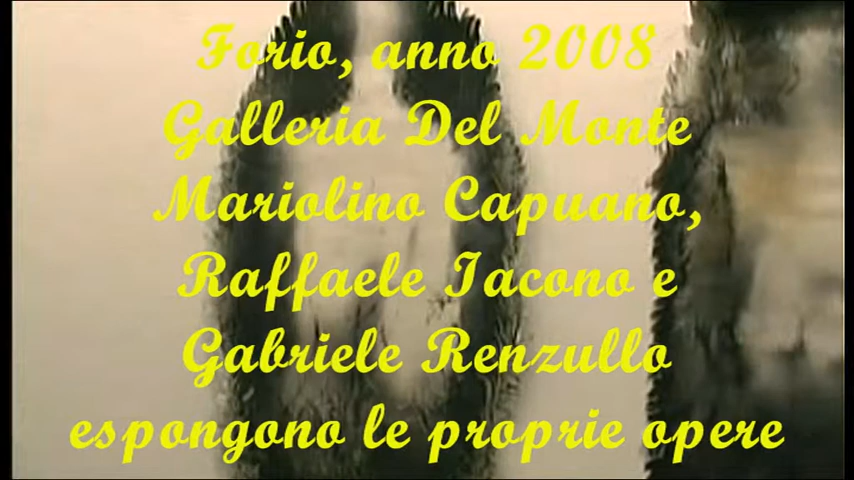 Forio, anno 2008
Galleria Del Monte
Mariolino Capuano,
Raffaele Iacono e
Gabriele Renzullo
espongono le proprie opere